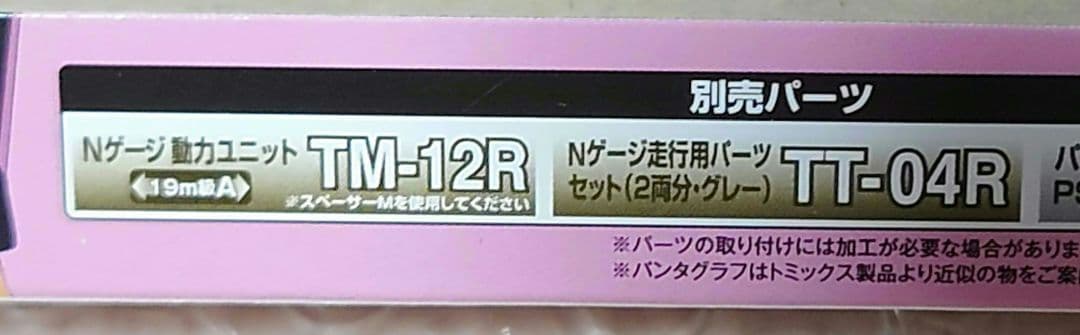 別売パーツ
Nゲージ動力ユニット TM-12R
19m級A
※スペーサーMを使用してください
Nゲージ走行用パーツ
セット(2両分・グレー) TT-04R
パ
PS
※パーツの取り付けには加工が必要な場合がありま
※パンタグラフはトミックス製品より近似の物をご案